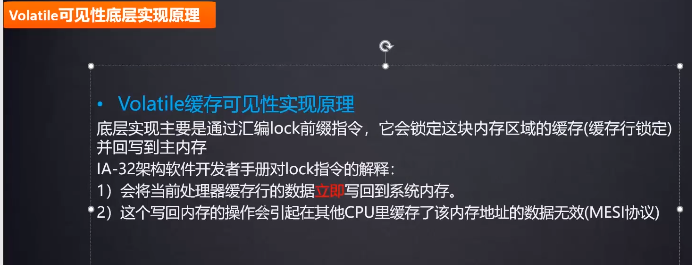 Volatile可见性底层实现原理
• Volatile缓存可见性实现原理
底层实现主要是通过汇编lock前缀指令，它会锁定这块内存区域的缓存(缓存行锁定)
并回写到主内存
IA-32架构软件开发者手册对lock指令的解释：
1）会将当前处理器缓存行的数据立即写回到系统内存。
2）这个写回内存的操作会引起在其他CPU里缓存了该内存地址的数据无效(MESI协议)